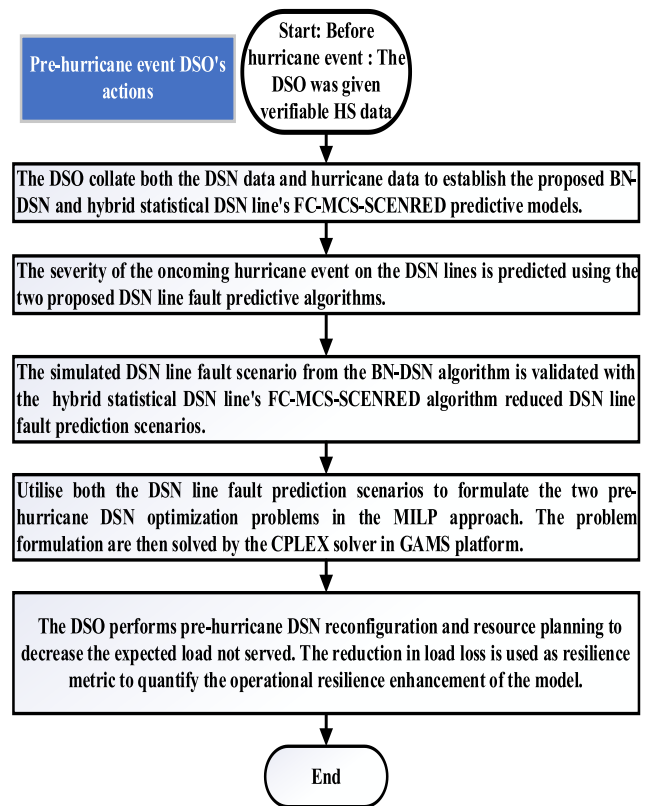 Pre-hurricane event DSO's
actions
Start: Before
hurricane event : The
DSO was given
verifiable HS data
The DSO collate both the DSN data and hurricane data to establish the proposed BN-
DSN and hybrid statistical DSN line's FC-MCS-SCENRED predictive models.
The severity of the oncoming hurricane event on the DSN lines is predicted using the
two proposed DSN line fault predictive algorithms.
The simulated DSN line fault scenario from the BN-DSN algorithm is validated with
the hybrid statistical DSN line's FC-MCS-SCENRED algorithm reduced DSN line
fault prediction scenarios.
Utilise both the DSN line fault prediction scenarios to formulate the two pre-
hurricane DSN optimization problems in the MILP approach. The problem
formulation are then solved by the CPLEX solver in GAMS platform.
The DSO performs pre-hurricane DSN reconfiguration and resource planning to
decrease the expected load not served. The reduction in load loss is used as resilience
metric to quantify the operational resilience enhancement of the model.
End